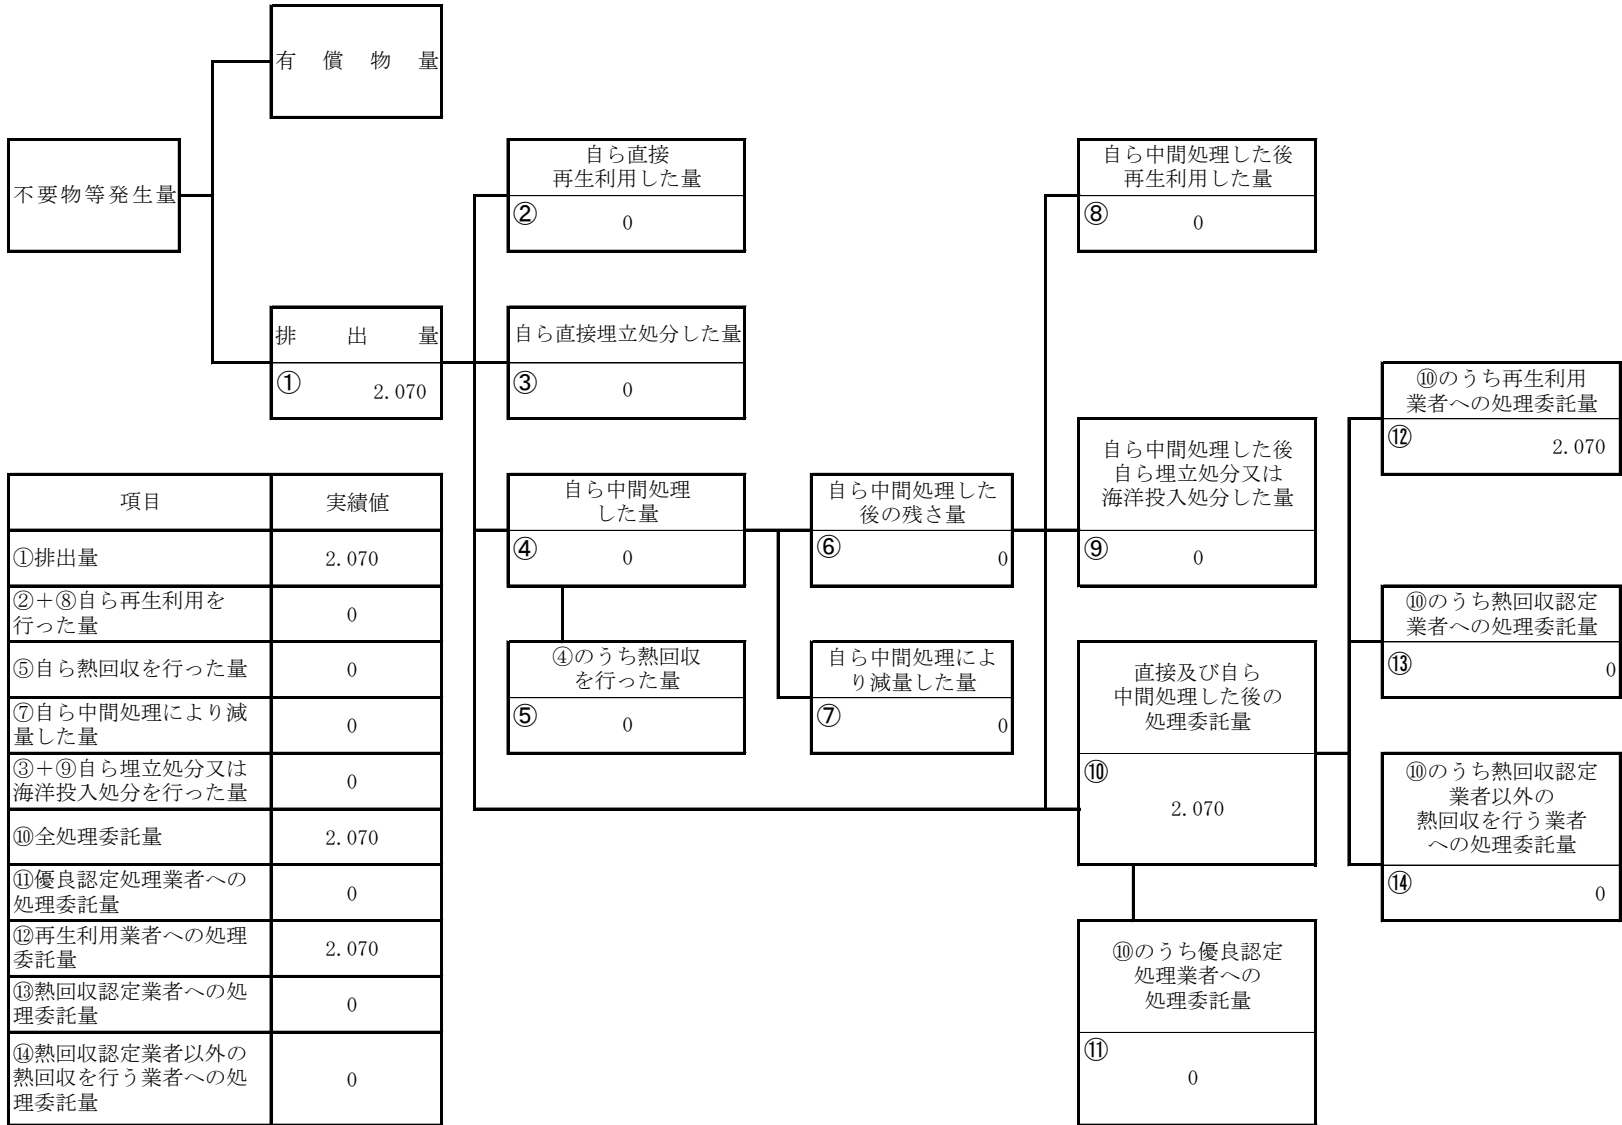 有償物量
不要物等発生量
自ら直接
再生利用した量
② 0
自ら中間処理した後
再生利用した量
⑧ 0
排出量
① 2.070
自ら直接埋立処分した量
③ 0
⑩のうち再生利用
業者への処理委託量
⑫ 2.070
自ら中間処理した後
自ら埋立処分又は
海洋投入処分した量
⑨ 0
自ら中間処理
した量
④ 0
自ら中間処理した
後の残さ量
⑥ 0
⑩のうち熱回収認定
業者への処理委託量
⑬ 0
④のうち熱回収
を行った量
⑤ 0
自ら中間処理によ
り減量した量
⑦ 0
直接及び自ら
中間処理した後の
処理委託量
⑩
2.070
⑩のうち熱回収認定
業者以外の
熱回収を行う業者
への処理委託量
⑭ 0
⑩のうち優良認定
処理業者への
処理委託量
⑪
0
項目 実績値
①排出量 2.070
②+⑧自ら再生利用を
行った量 0
⑤自ら熱回収を行った量 0
⑦自ら中間処理により減
量した量 0
③+⑨自ら埋立処分又は
海洋投入処分を行った量 0
⑩全処理委託量 2.070
⑪優良認定処理業者への
処理委託量 0
⑫再生利用業者への処理
委託量 2.070
⑬熱回収認定業者への処
理委託量 0
⑭熱回収認定業者以外の
熱回収を行う業者への処
理委託量 0